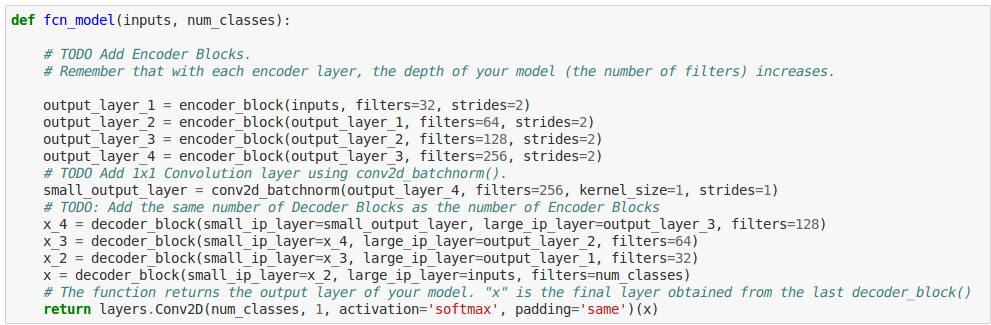 def fcn_model(inputs, num_classes):

    # TODO Add Encoder Blocks.
    # Remember that with each encoder layer, the depth of your model (the number of filters) increases.

    output_layer_1 = encoder_block(inputs, filters=32, strides=2)
    output_layer_2 = encoder_block(output_layer_1, filters=64, strides=2)
    output_layer_3 = encoder_block(output_layer_2, filters=128, strides=2)
    output_layer_4 = encoder_block(output_layer_3, filters=256, strides=2)
    # TODO Add 1x1 Convolution layer using conv2d_batchnorm().
    small_output_layer = conv2d_batchnorm(output_layer_4, filters=256, kernel_size=1, strides=1)
    # TODO: Add the same number of Decoder Blocks as the number of Encoder Blocks
    x_4 = decoder_block(small_ip_layer=small_output_layer, large_ip_layer=output_layer_3, filters=128)
    x_3 = decoder_block(small_ip_layer=x_4, large_ip_layer=output_layer_2, filters=64)
    x_2 = decoder_block(small_ip_layer=x_3, large_ip_layer=output_layer_1, filters=32)
    x = decoder_block(small_ip_layer=x_2, large_ip_layer=inputs, filters=num_classes)
    # The function returns the output layer of your model. "x" is the final layer obtained from the last decoder_block()
    return layers.Conv2D(num_classes, 1, activation='softmax', padding='same')(x)